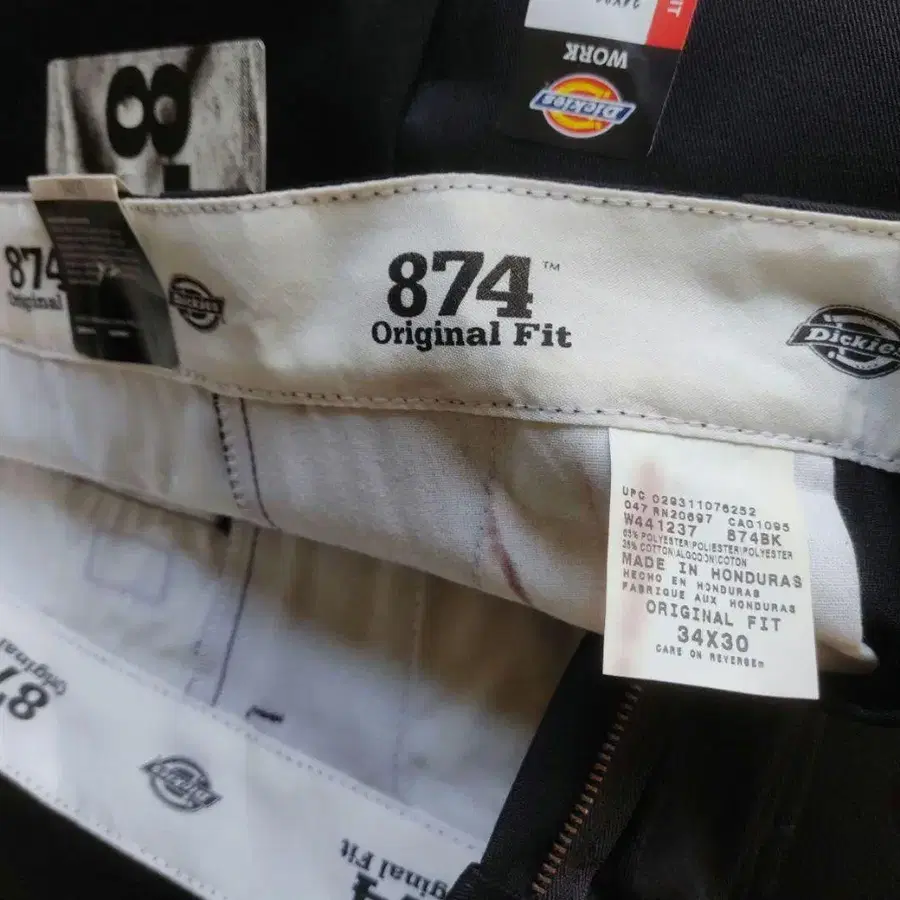 WORK
Dickies
874™
Original Fit
Dickies
874
Original
Dickies
UPC 029311076252
047 RN20697 CA01095
W441237 874BK
65% POLYESTER|POLIESTER|POLYESTER
35% COTTON|ALGODON|COTON
MADE IN HONDURAS
HECHO EN HONDURAS
FABRIQUE AUX HONDURAS
ORIGINAL FIT
34X30
CARE ON REVERSE
87
Original
Dickies
Original Fit